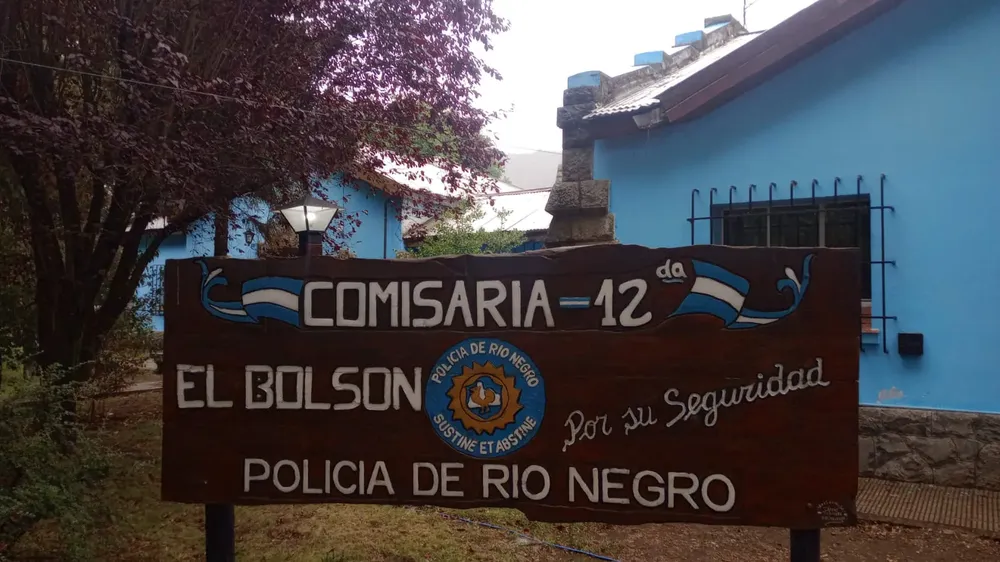 COMISARIA - 12 da
EL BOLSON
POLICIA DE RIO NEGRO
SUSTINE ET ABSTINE
Por su Seguridad
POLICIA DE RIO NEGRO